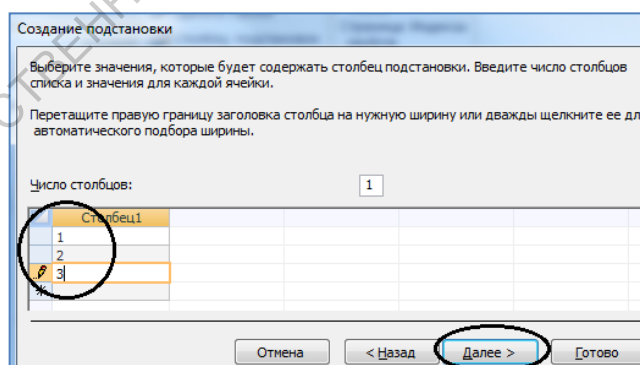 Создание подстановки
Выберите значения, которые будет содержать столбец подстановки. Введите число столбцов
списка и значения для каждой ячейки.
Перетащите правую границу заголовка столбца на нужную ширину или дважды щелкните ее дл
автоматического подбора ширины.
Число столбцов: 1
Столбец1
1
2
3
Отмена < Назад Далее > Готово